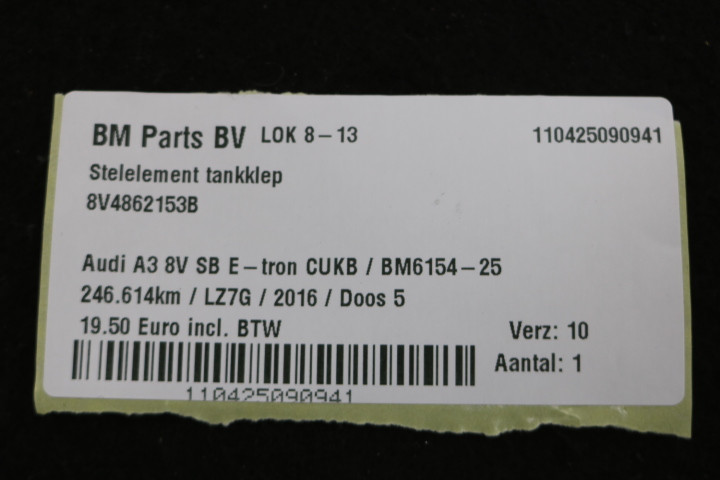 BM Parts BV LOK 8-13 110425090941
Stelelement tankklep
8V4862153B
Audi A3 8V SB E-tron CUKB / BM6154-25
246.614km / LZ7G / 2016 / Doos 5
19.50 Euro incl. BTW Verz: 10
Aantal: 1
110425090941